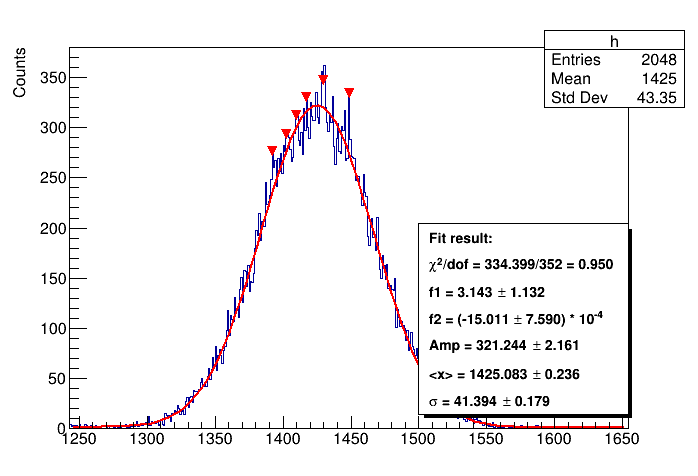 h
Entries 2048
Mean 1425
Std Dev 43.35
Counts
350
300
250
200
150
100
50
0
Fit result:
χ²/dof = 334.399/352 = 0.950
f1 = 3.143 ± 1.132
f2 = (-15.011 ± 7.590) * 10⁻⁴
Amp = 321.244 ± 2.161
<x> = 1425.083 ± 0.236
σ = 41.394 ± 0.179
1250 1300 1350 1400 1450 1500 1550 1600 1650